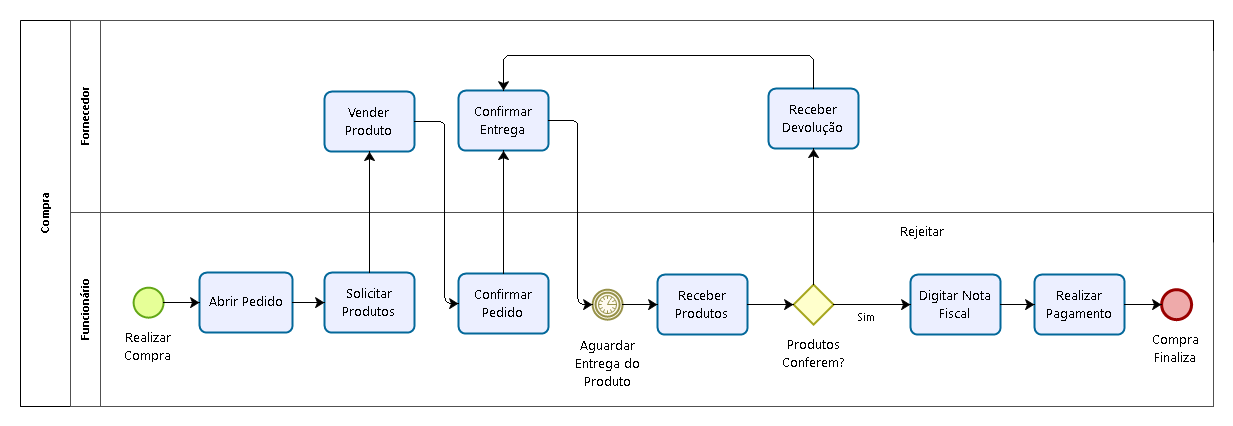 Compra
Fornecedor
Vender
Produto
Confirmar
Entrega
Receber
Devolução
Funcionário
Rejeitar
Realizar
Compra
Abrir Pedido
Solicitar
Produtos
Confirmar
Pedido
Aguardar
Entrega do
Produto
Receber
Produtos
Produtos
Conferem?
Sim
Digitar Nota
Fiscal
Realizar
Pagamento
Compra
Finaliza